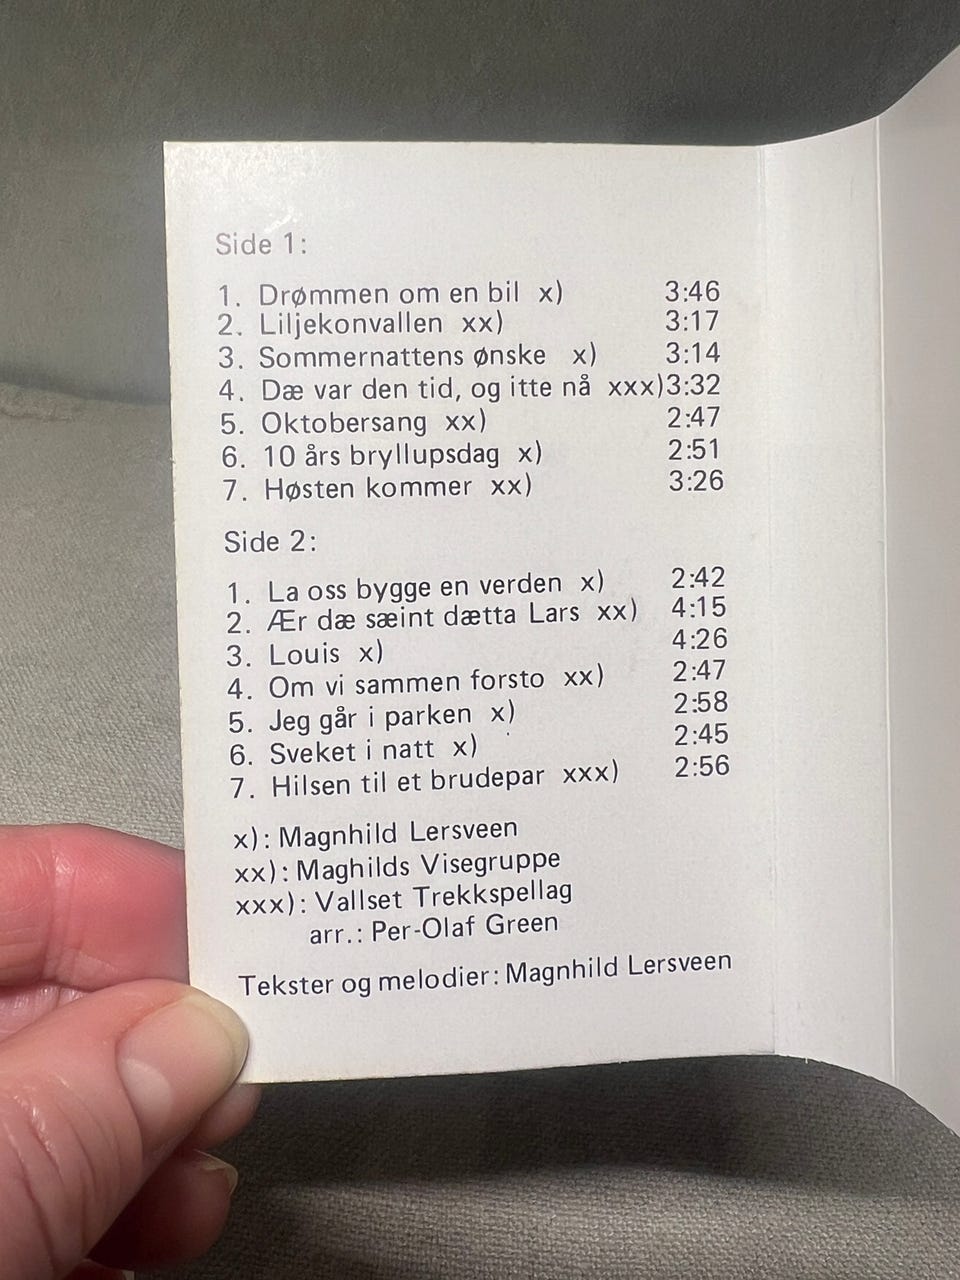 Side 1:
1. Drømmen om en bil x) 3:46
2. Liljekonvallen xx) 3:17
3. Sommernattens ønske x) 3:14
4. Dæ var den tid, og itte nå xxx) 3:32
5. Oktobersang xx) 2:47
6. 10 års bryllupsdag x) 2:51
7. Høsten kommer xx) 3:26
Side 2:
1. La oss bygge en verden x) 2:42
2. Ær dæ sæint dætta Lars xx) 4:15
3. Louis x) 4:26
4. Om vi sammen forsto xx) 2:47
5. Jeg går i parken x) 2:58
6. Sveket i natt x) 2:45
7. Hilsen til et brudepar xxx) 2:56
x): Magnhild Lersveen
xx): Maghilds Visegruppe
xxx): Vallset Trekkspellag
arr.: Per-Olaf Green
Tekster og melodier: Magnhild Lersveen